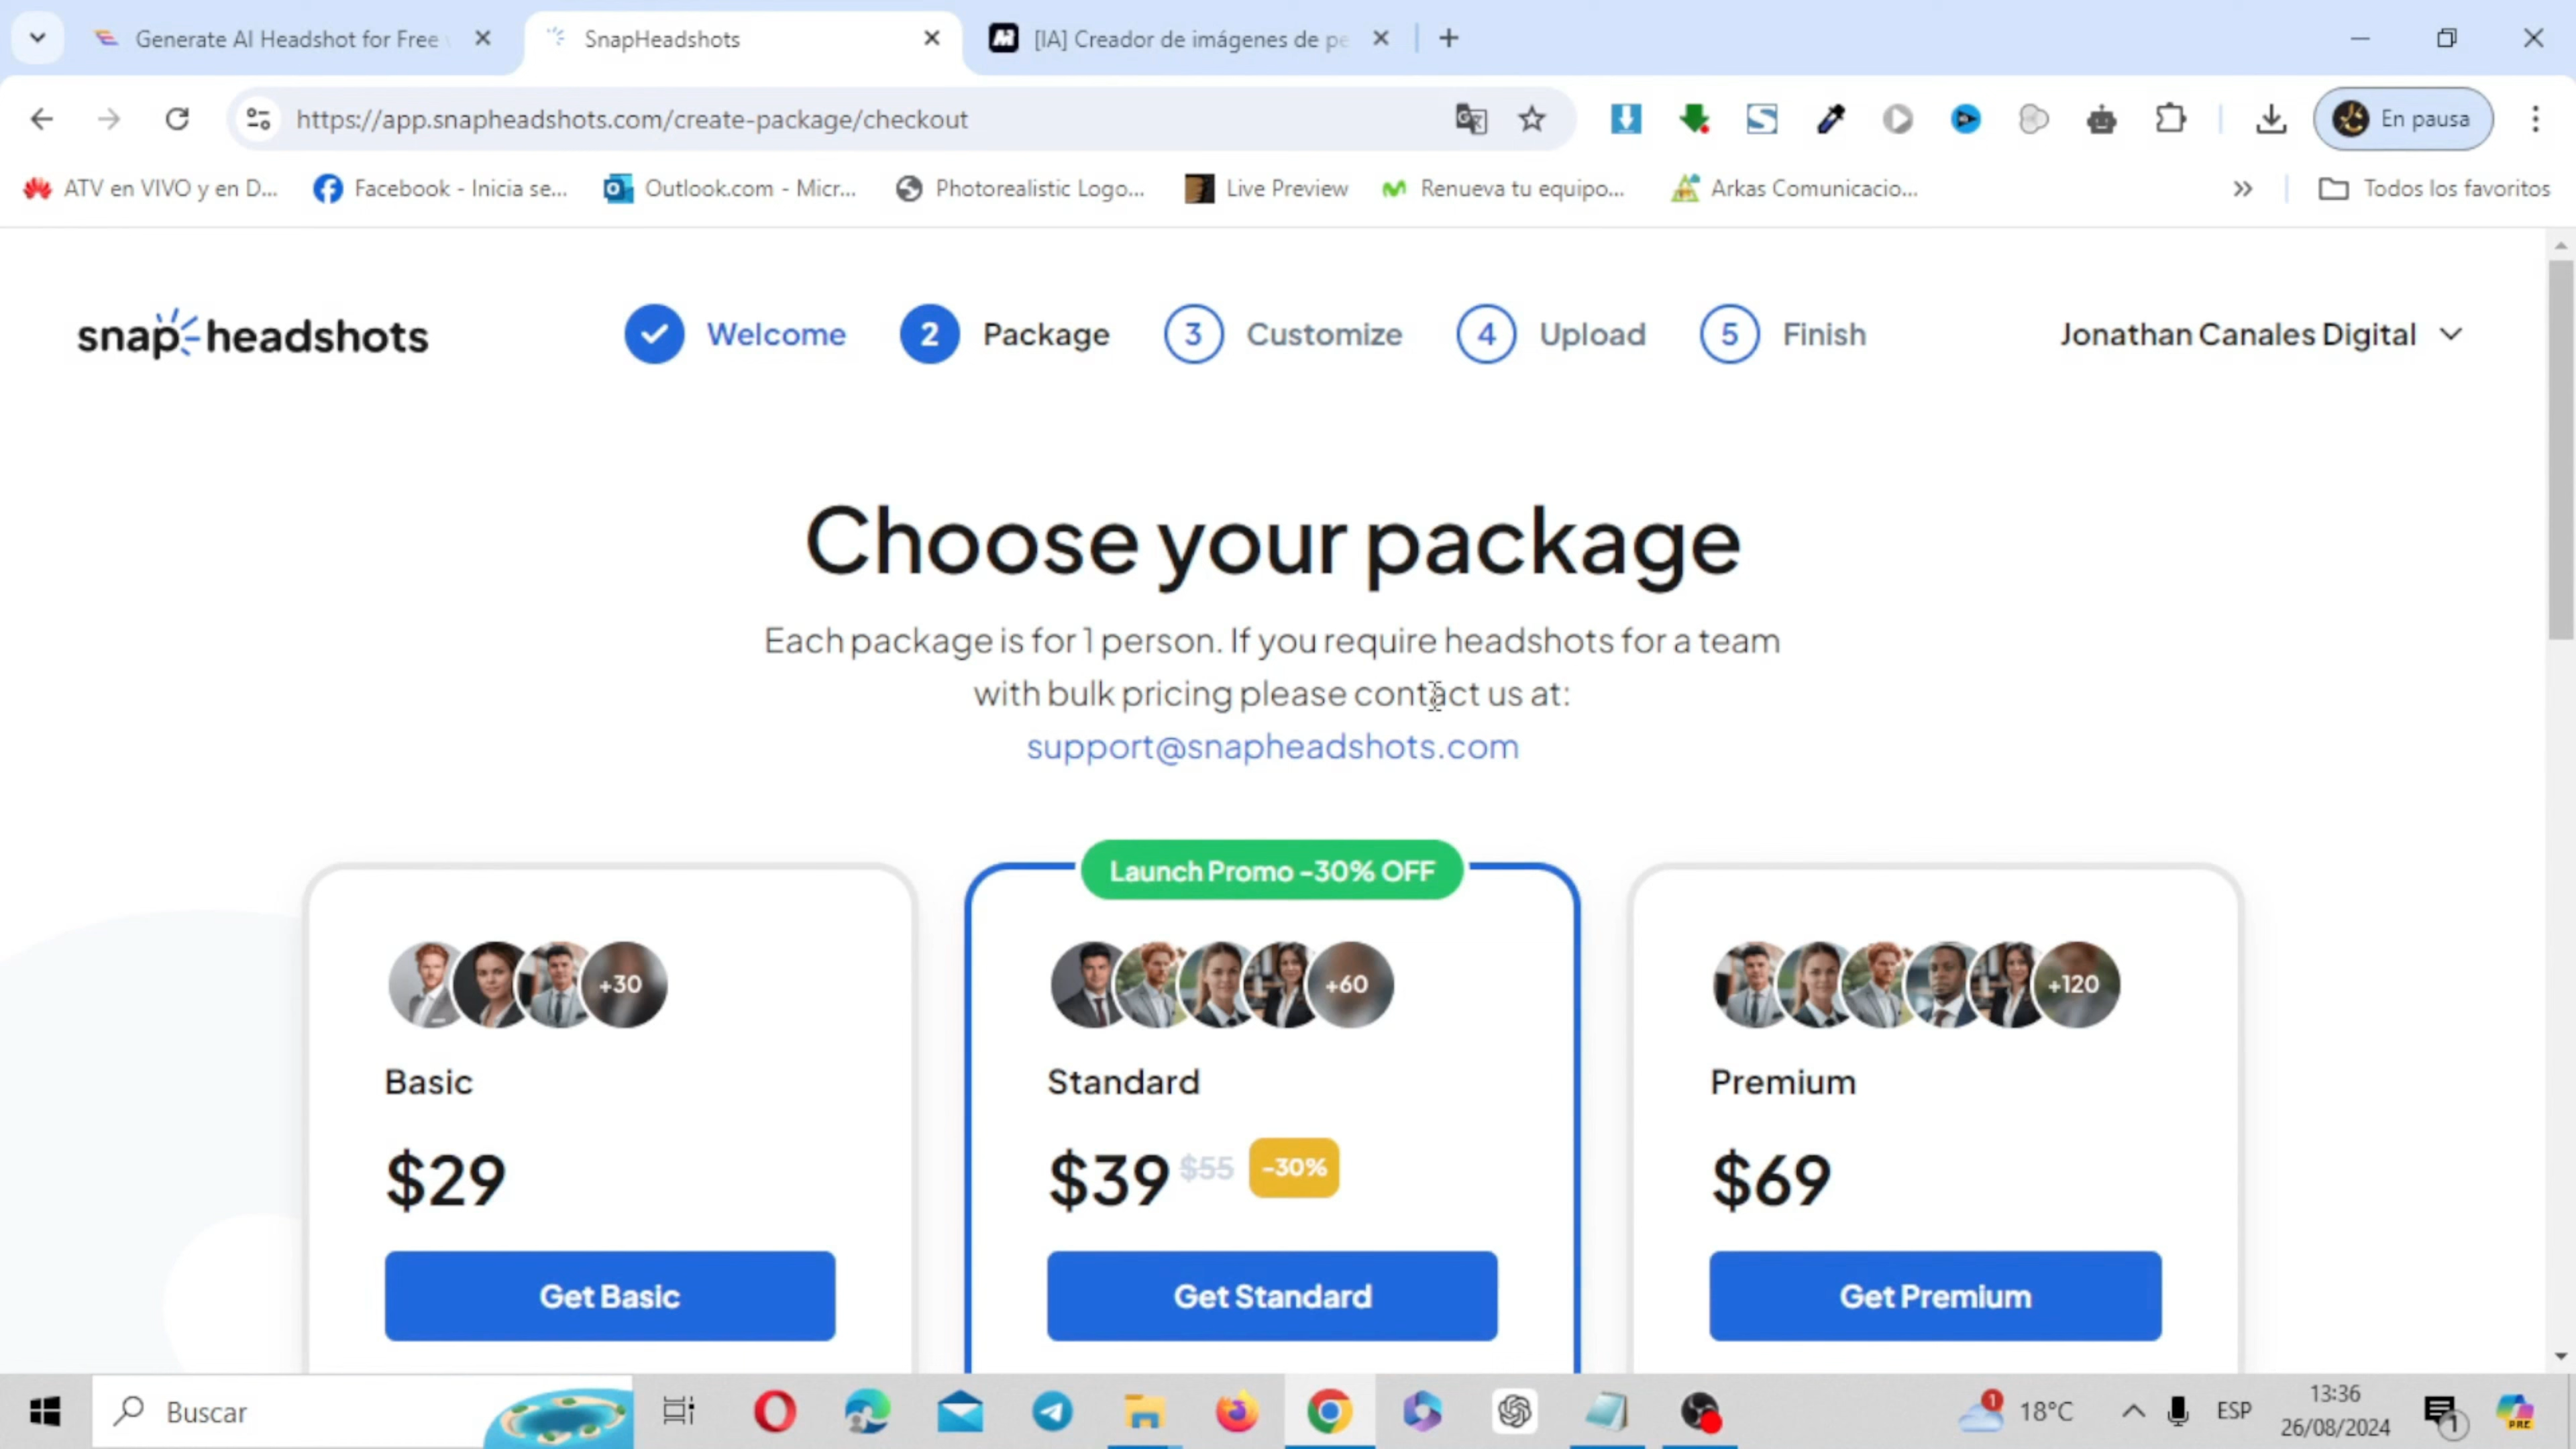 Generate AI Headshot for Free
SnapHeadshots
[IA] Creador de imágenes de pe
https://app.snapheadshots.com/create-package/checkout
En pausa
ATV en VIVO y en D...
Facebook - Inicia se...
Outlook.com - Micr...
Photorealistic Logo...
Live Preview
Renueva tu equipo...
Arkas Comunicacio...
Todos los favoritos
snap headshots
Welcome
2 Package
3 Customize
4 Upload
5 Finish
Jonathan Canales Digital
Choose your package
Each package is for 1 person. If you require headshots for a team
with bulk pricing please contact us at:
support@snapheadshots.com
Launch Promo -30% OFF
+30
+60
+120
Basic
Standard
Premium
$29
$39 $55 -30%
$69
Get Basic
Get Standard
Get Premium
Buscar
1
18°C
ESP
13:36
26/08/2024
1
PRE